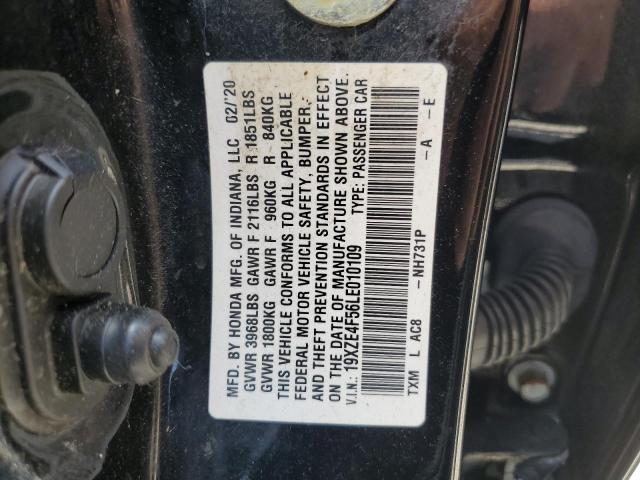 MFD. BY HONDA MFG. OF INDIANA, LLC 02/'20
GVWR 3968LBS GAWR F 2116LBS R 1851LBS
GVWR 1800KG GAWR F 960KG R 840KG
THIS VEHICLE CONFORMS TO ALL APPLICABLE
FEDERAL MOTOR VEHICLE SAFETY, BUMPER,
AND THEFT PREVENTION STANDARDS IN EFFECT
ON THE DATE OF MANUFACTURE SHOWN ABOVE.
V.I.N.: 19XZE4F56LE010109 TYPE: PASSENGER CAR
TXM L AC8 -NH731P -A -E